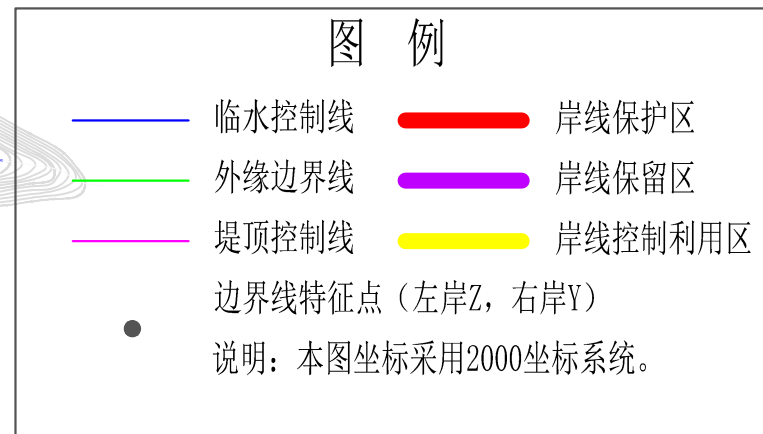 图 例
临水控制线 岸线保护区
外缘边界线 岸线保留区
堤顶控制线 岸线控制利用区
边界线特征点（左岸Z，右岸Y）
说明：本图坐标采用2000坐标系统。